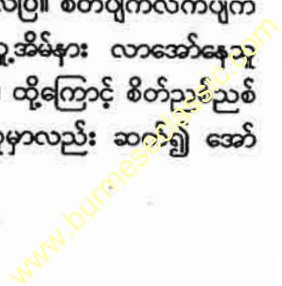 စိတ်ပျက်လက်ပျက်
အိမ်နား လာအော်နေသူ
ထို့ကြောင့် စိတ်ညစ်ညစ်
မှာလည်း ဆက်၍ အော်
www.burmeseclassic.com